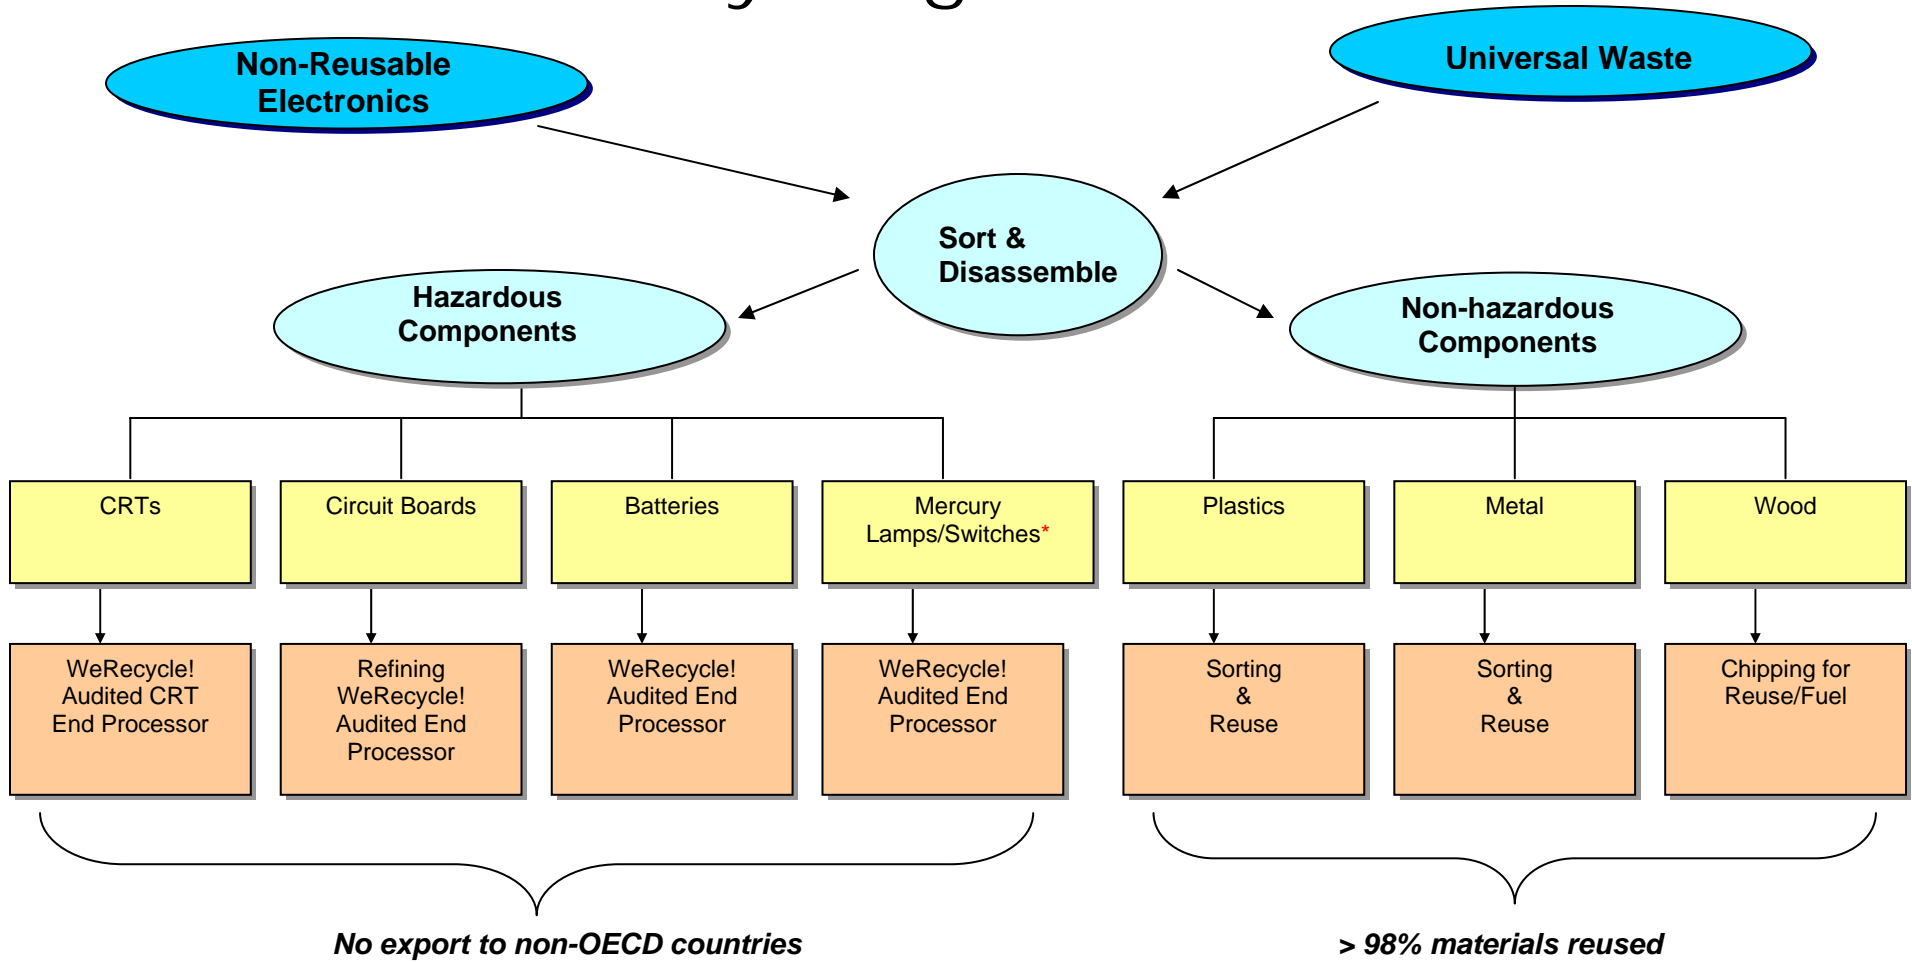 Non-Reusable
Electronics
Universal Waste
Sort &
Disassemble
Hazardous
Components
Non-hazardous
Components
CRTs
Circuit Boards
Batteries
Mercury
Lamps/Switches*
Plastics
Metal
Wood
WeRecycle!
Audited CRT
End Processor
Refining
WeRecycle!
Audited End
Processor
WeRecycle!
Audited End
Processor
WeRecycle!
Audited End
Processor
Sorting
&
Reuse
Sorting
&
Reuse
Chipping for
Reuse/Fuel
No export to non-OECD countries
> 98% materials reused